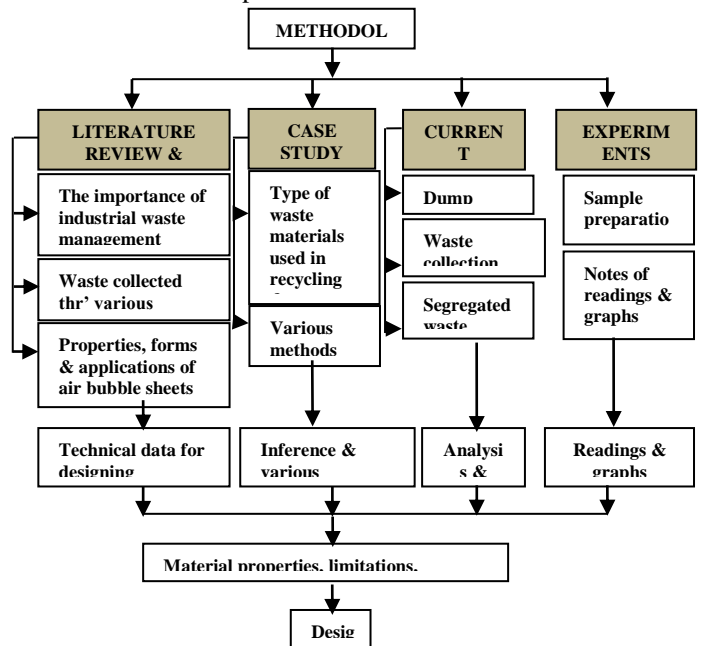 METHODOL
LITERATURE
REVIEW &
CASE
STUDY
CURREN
T
EXPERIM
ENTS
The importance of
industrial waste
management
Waste collected
thr’ various
Properties, forms
& applications of
air bubble sheets
Type of
waste
materials
used in
recycling
Various
methods
Dump
Waste
collection
Segregated
waste
Sample
preparatio
Notes of
readings &
graphs
Technical data for
designing
Inference &
various
Analysi
s &
Readings &
graphs
Material properties, limitations,
Desig